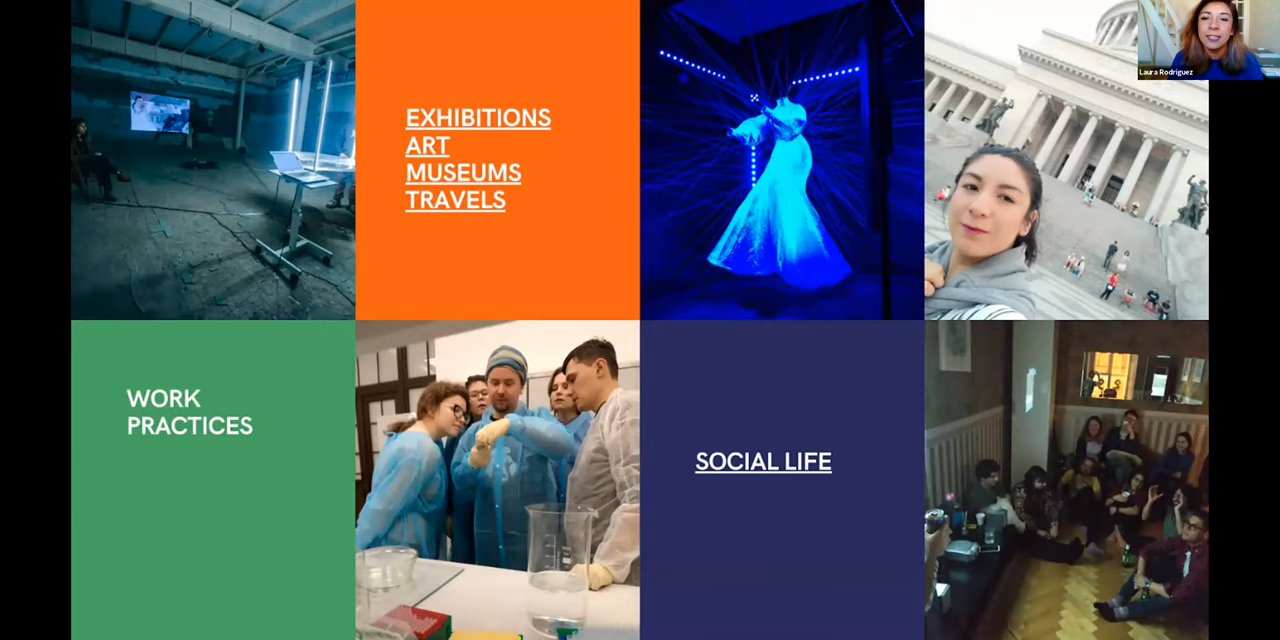 EXHIBITIONS
ART
MUSEUMS
TRAVELS
Laura Rodriguez
WORK
PRACTICES
SOCIAL LIFE